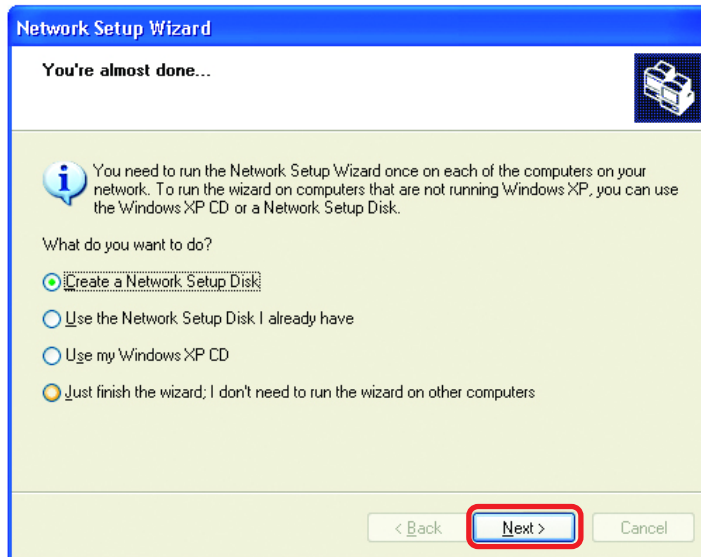 Network Setup Wizard
You're almost done...
You need to run the Network Setup Wizard once on each of the computers on your
network. To run the wizard on computers that are not running Windows XP, you can use
the Windows XP CD or a Network Setup Disk.
What do you want to do?
Create a Network Setup Disk
Use the Network Setup Disk I already have
Use my Windows XP CD
Just finish the wizard; I don't need to run the wizard on other computers
< Back
Next >
Cancel